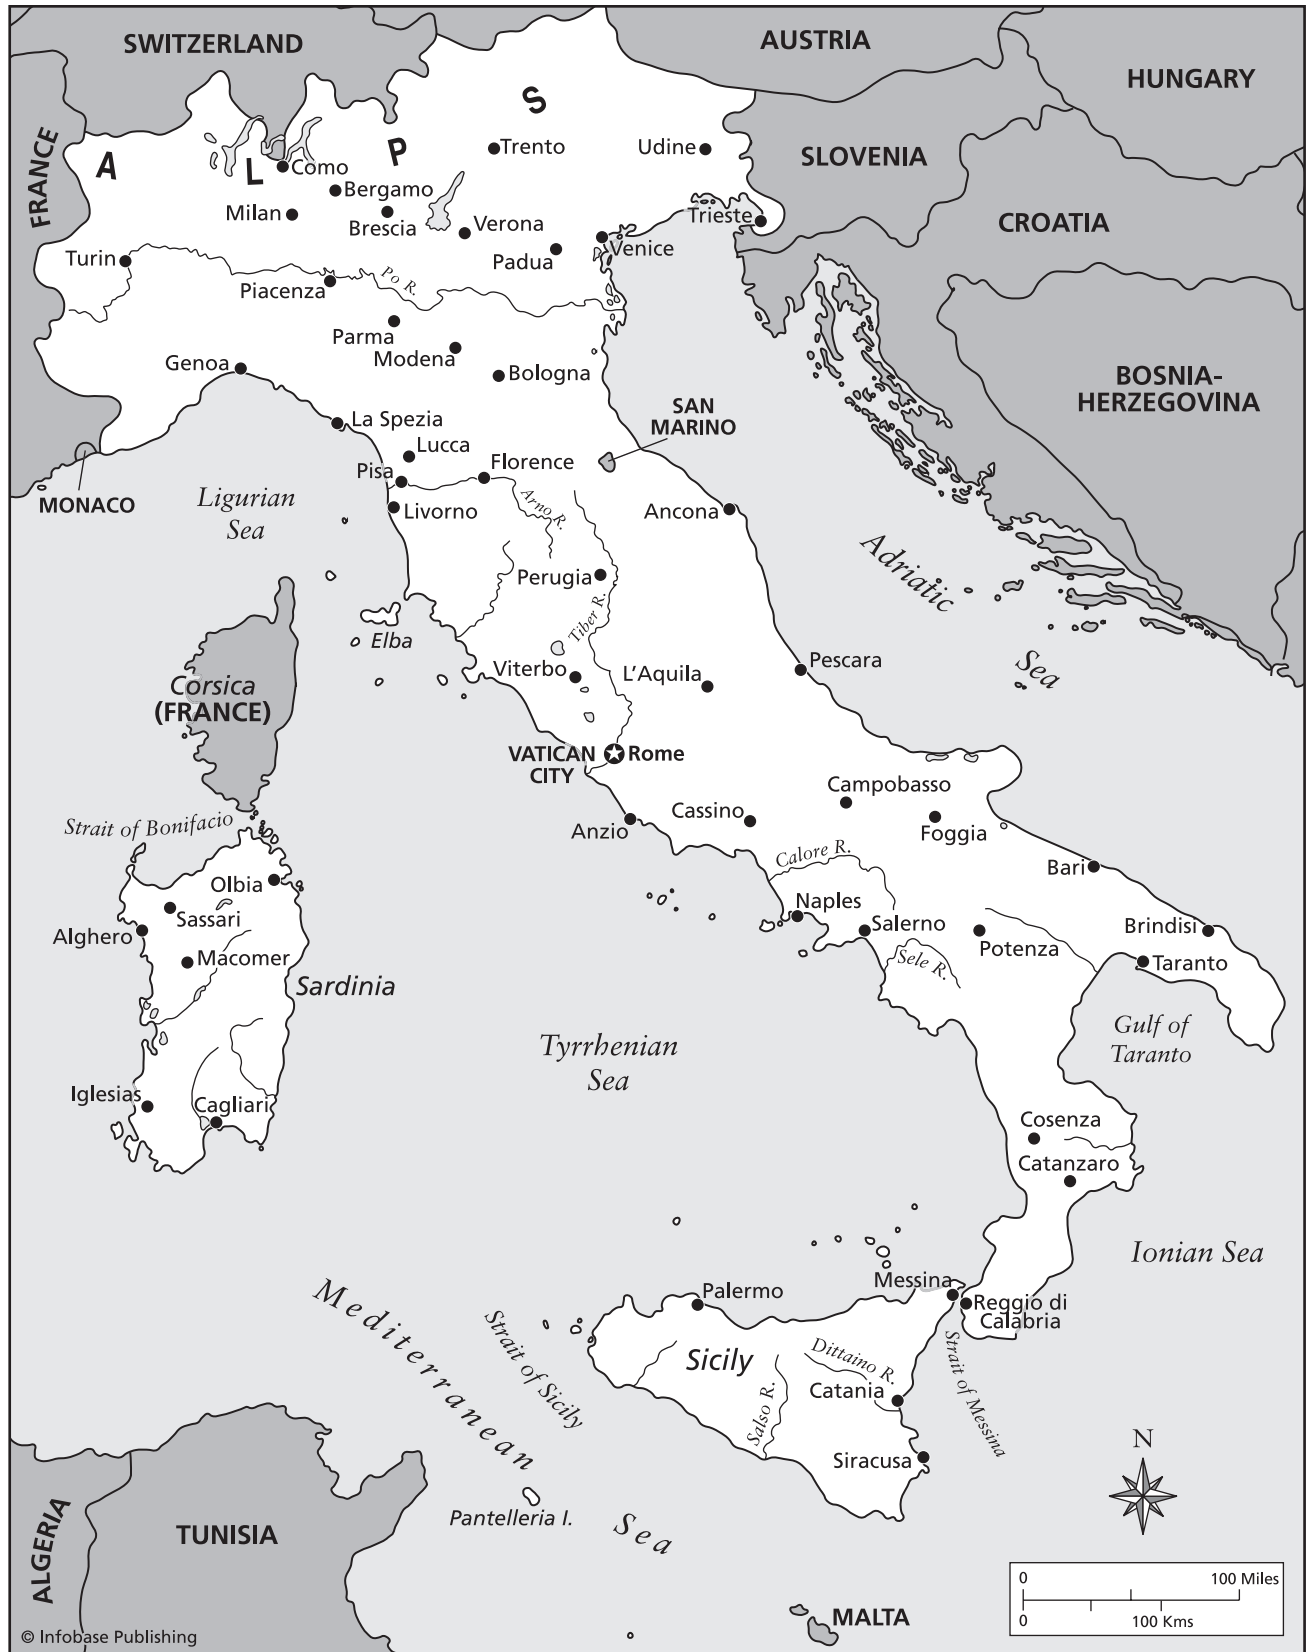 SWITZERLAND
AUSTRIA
HUNGARY
FRANCE
A L P S
Trento
Udine
SLOVENIA
Como
Bergamo
Milan
Brescia
Verona
Trieste
CROATIA
Venice
Padua
Turin
Po R.
Piacenza
Parma
Modena
Genoa
Bologna
BOSNIA-
HERZEGOVINA
SAN
MARINO
La Spezia
Lucca
Florence
Pisa
MONACO
Ligurian
Sea
Livorno
Arno R.
Ancona
Adriatic
Sea
Perugia
Tiber R.
Elba
Viterbo
L'Aquila
Pescara
Corsica
(FRANCE)
VATICAN
CITY
Rome
Campobasso
Cassino
Foggia
Anzio
Strait of Bonifacio
Calore R.
Bari
Olbia
Naples
Sassari
Salerno
Brindisi
Alghero
Potenza
Macomer
Sele R.
Taranto
Sardinia
Gulf of
Taranto
Tyrrhenian
Sea
Iglesias
Cagliari
Cosenza
Catanzaro
Ionian Sea
Messina
Palermo
Reggio di
Calabria
Mediterranean
Sea
Strait of Sicily
Sicily
Dittaino R.
Strait of Messina
Catania
Salso R.
Siracusa
N
Pantelleria I.
ALGERIA
TUNISIA
MALTA
0 100 Miles
0 100 Kms
© Infobase Publishing